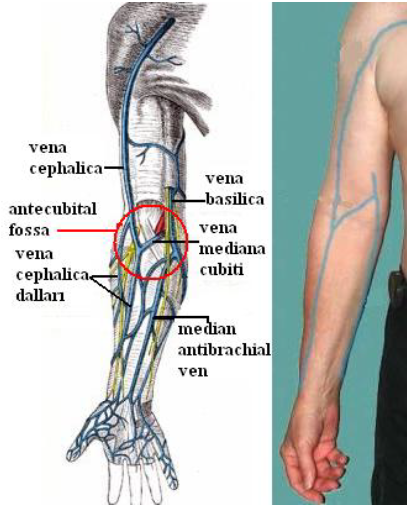 vena
cephalica
antecubital
fossa
vena
cephalica
dalları
vena
basilica
vena
mediana
cubiti
median
antibrachial
ven